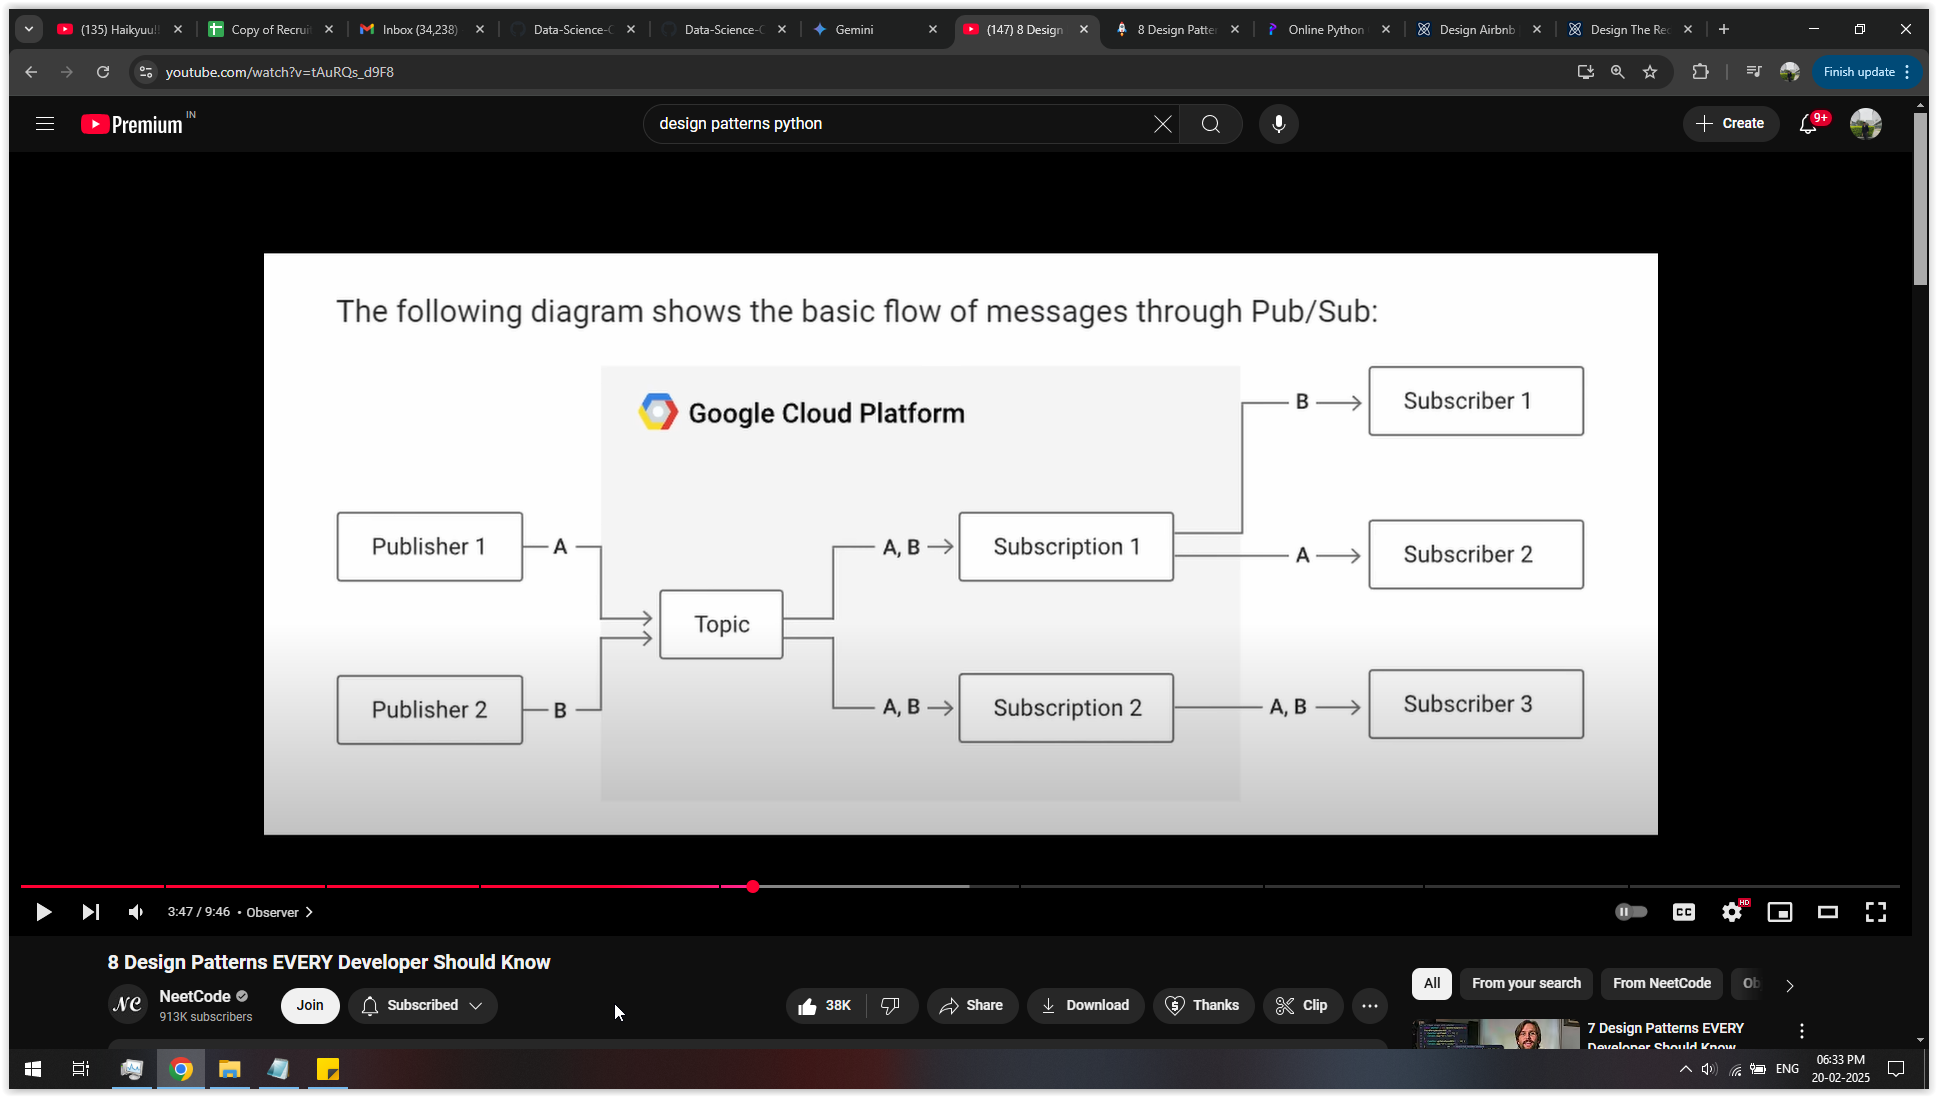 (135) Haikyuu!!
Copy of Recruit
Inbox (34,238)
Data-Science-C
Data-Science-C
Gemini
(147) 8 Design
8 Design Patte
Online Python
Design Airbnb
Design The Rec
youtube.com/watch?v=tAuRQs_d9F8
Finish update
Premium IN
design patterns python
Create
9+
The following diagram shows the basic flow of messages through Pub/Sub:
Google Cloud Platform
B
Subscriber 1
Publisher 1
A
A, B
Subscription 1
A
Subscriber 2
Topic
Publisher 2
B
A, B
Subscription 2
A, B
Subscriber 3
3:47 / 9:46 • Observer
CC
HD
8 Design Patterns EVERY Developer Should Know
NC
NeetCode
913K subscribers
Join
Subscribed
38K
Share
Download
Thanks
Clip
All
From your search
From NeetCode
Ob
7 Design Patterns EVERY
Developer Should Know
ENG
06:33 PM
20-02-2025